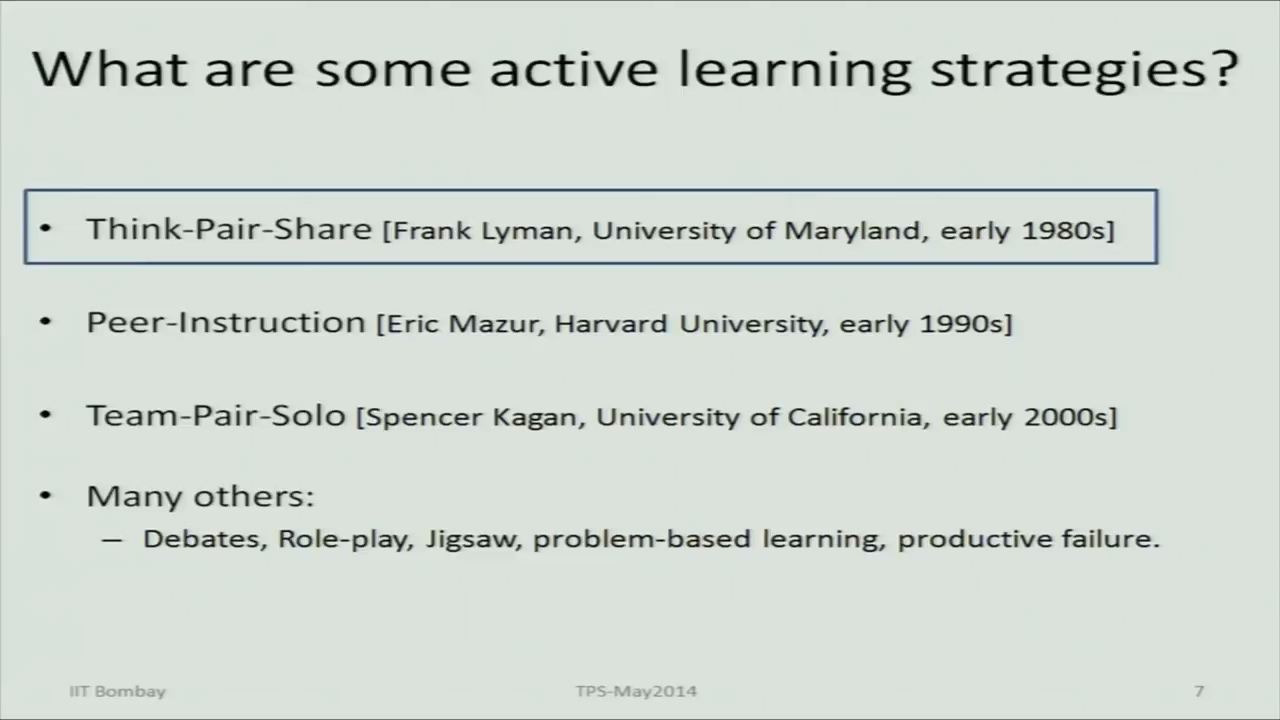 What are some active learning strategies?
• Think-Pair-Share [Frank Lyman, University of Maryland, early 1980s]
• Peer-Instruction [Eric Mazur, Harvard University, early 1990s]
• Team-Pair-Solo [Spencer Kagan, University of California, early 2000s]
• Many others:
– Debates, Role-play, Jigsaw, problem-based learning, productive failure.
IIT Bombay TPS-May2014 7